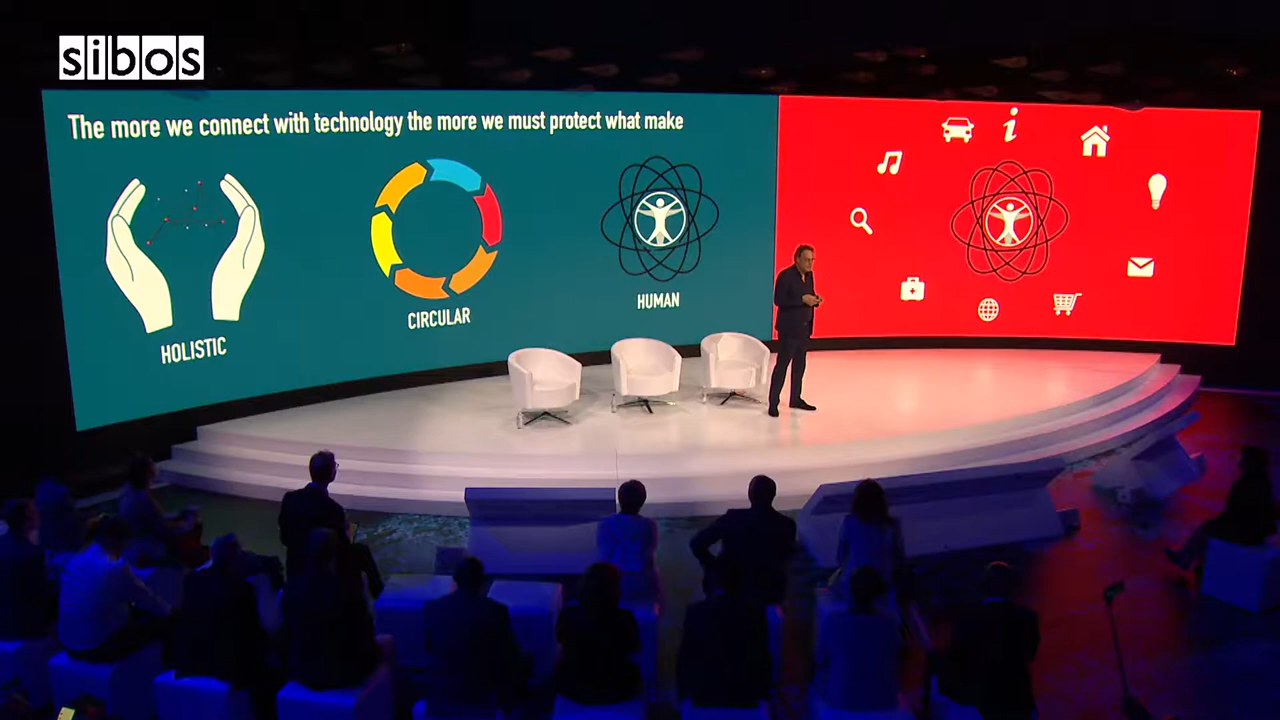 sibos
The more we connect with technology the more we must protect what make
HOLISTIC
CIRCULAR
HUMAN
i